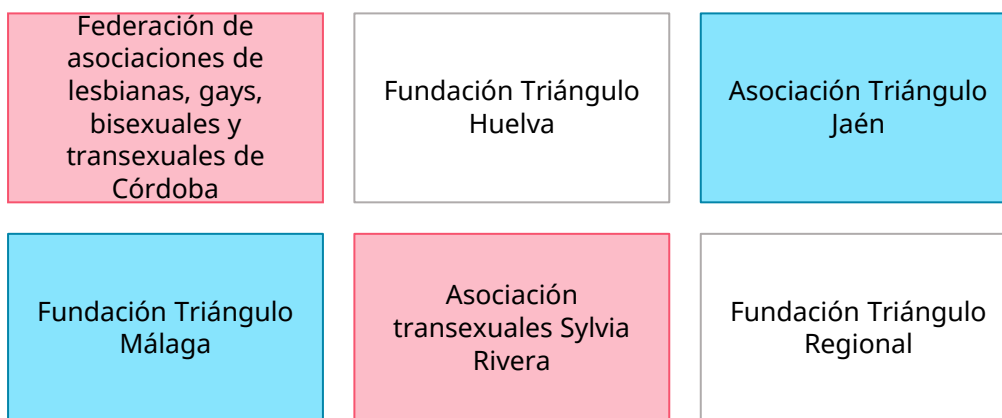 Federación de
asociaciones de
lesbianas, gays,
bisexuales y
transexuales de
Córdoba
Fundación Triángulo
Huelva
Asociación Triángulo
Jaén
Fundación Triángulo
Málaga
Asociación
transexuales Sylvia
Rivera
Fundación Triángulo
Regional